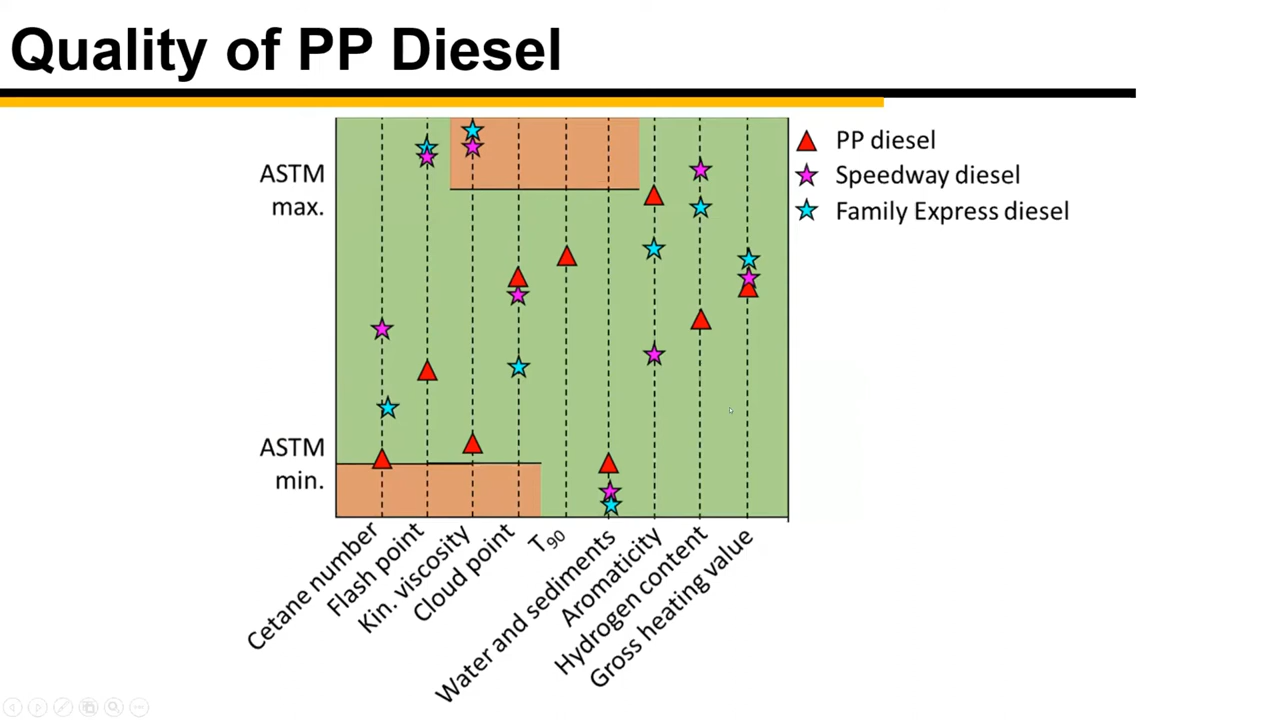 Quality of PP Diesel
ASTM
max.
ASTM
min.
PP diesel
Speedway diesel
Family Express diesel
Cetane number
Flash point
Kin. viscosity
Cloud point
T₉₀
Water and sediments
Aromaticity
Hydrogen content
Gross heating value